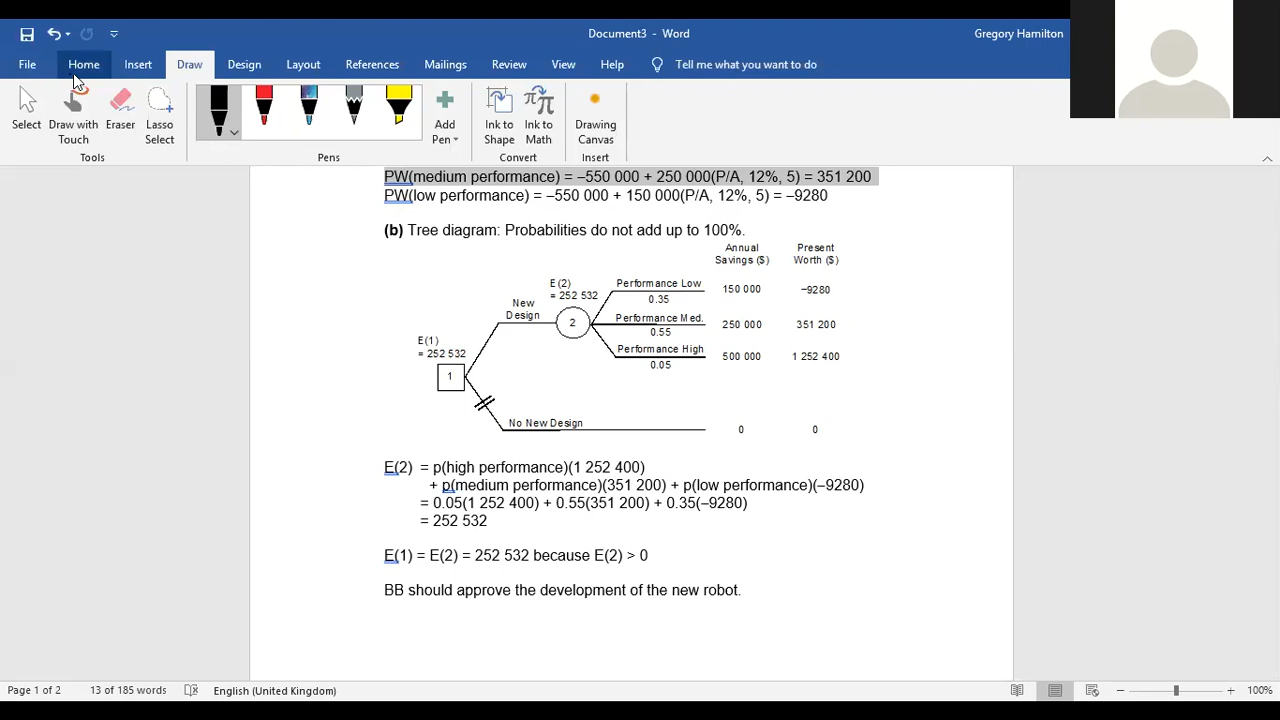 Document3 - Word
Gregory Hamilton
File Home Insert Draw Design Layout References Mailings Review View Help Tell me what you want to do
Select
Draw with Touch
Eraser
Lasso Select
Add Pen
Ink to Shape
Ink to Math
Drawing Canvas
Tools
Pens
Convert
Insert
PW(medium performance) = –550 000 + 250 000(P/A, 12%, 5) = 351 200
PW(low performance) = –550 000 + 150 000(P/A, 12%, 5) = –9280
(b) Tree diagram: Probabilities do not add up to 100%.
Annual Savings ($)
Present Worth ($)
E(2)
= 252 532
Performance Low
0.35
150 000
−9280
New
Design
2
Performance Med.
0.55
250 000
351 200
E(1)
= 252 532
Performance High
0.05
500 000
1 252 400
1
No New Design
0
0
E(2) = p(high performance)(1 252 400)
+ p(medium performance)(351 200) + p(low performance)(–9280)
= 0.05(1 252 400) + 0.55(351 200) + 0.35(–9280)
= 252 532
E(1) = E(2) = 252 532 because E(2) > 0
BB should approve the development of the new robot.
Page 1 of 2 13 of 185 words English (United Kingdom) 100%